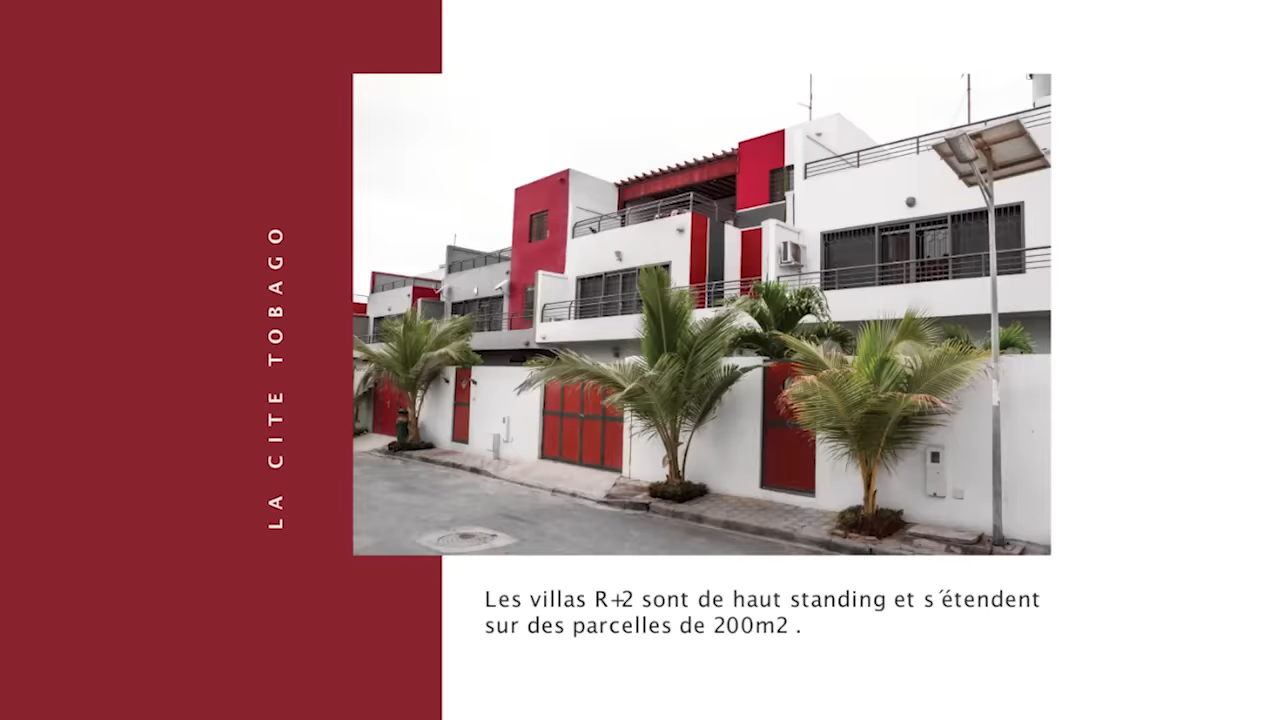 LA CITE TOBAGO
Les villas R+2 sont de haut standing et s´étendent
sur des parcelles de 200m2 .